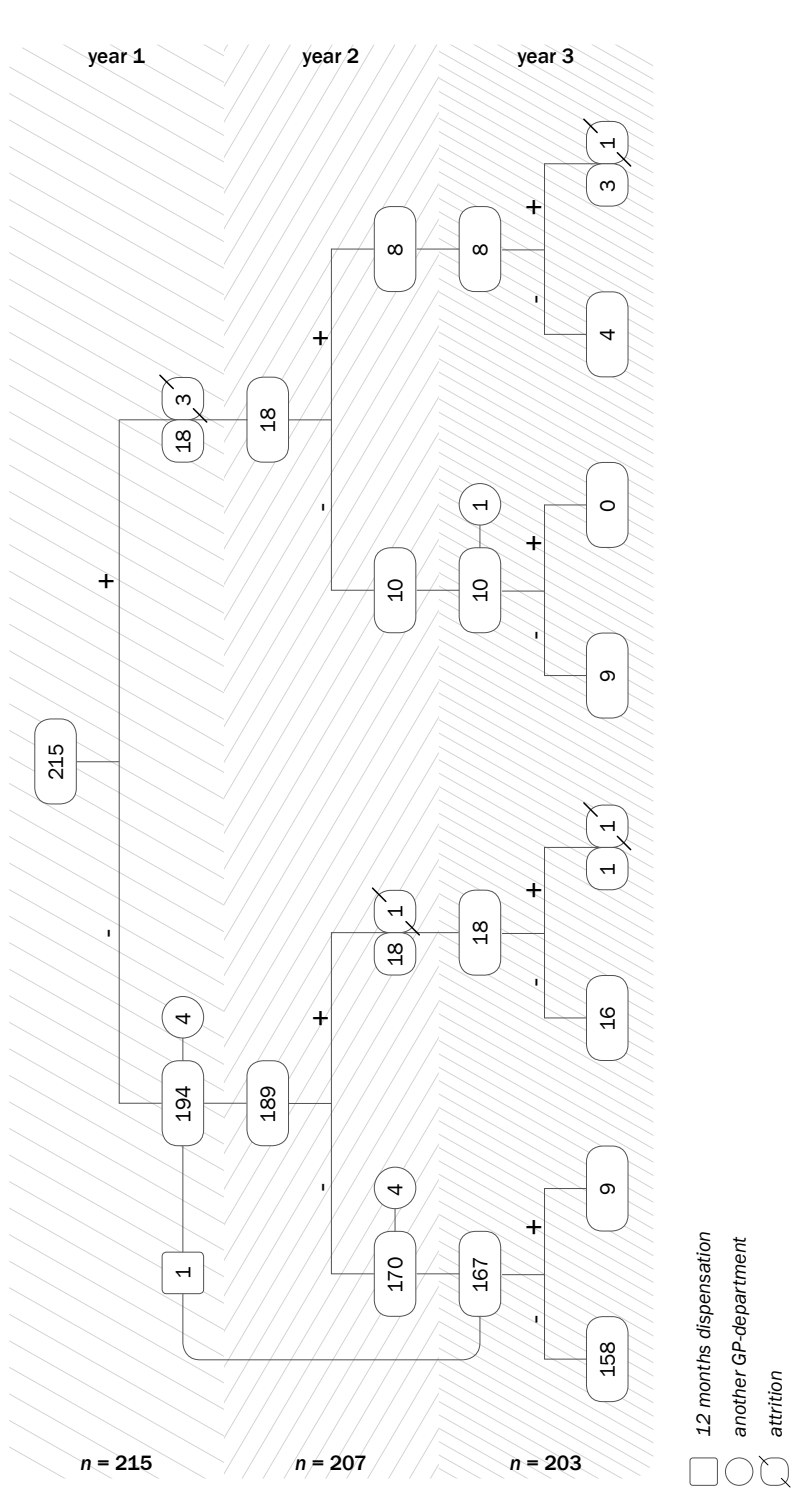 215
- +
n = 215 year 1
1 194 4 18 3
189 18
- + - +
n = 207 year 2
170 4 18 1 10 8
167 18 10 1 8
- + - + - + - +
n = 203 year 3
158 9 16 1 1 9 0 4 3 1
12 months dispensation
another GP-department
attrition